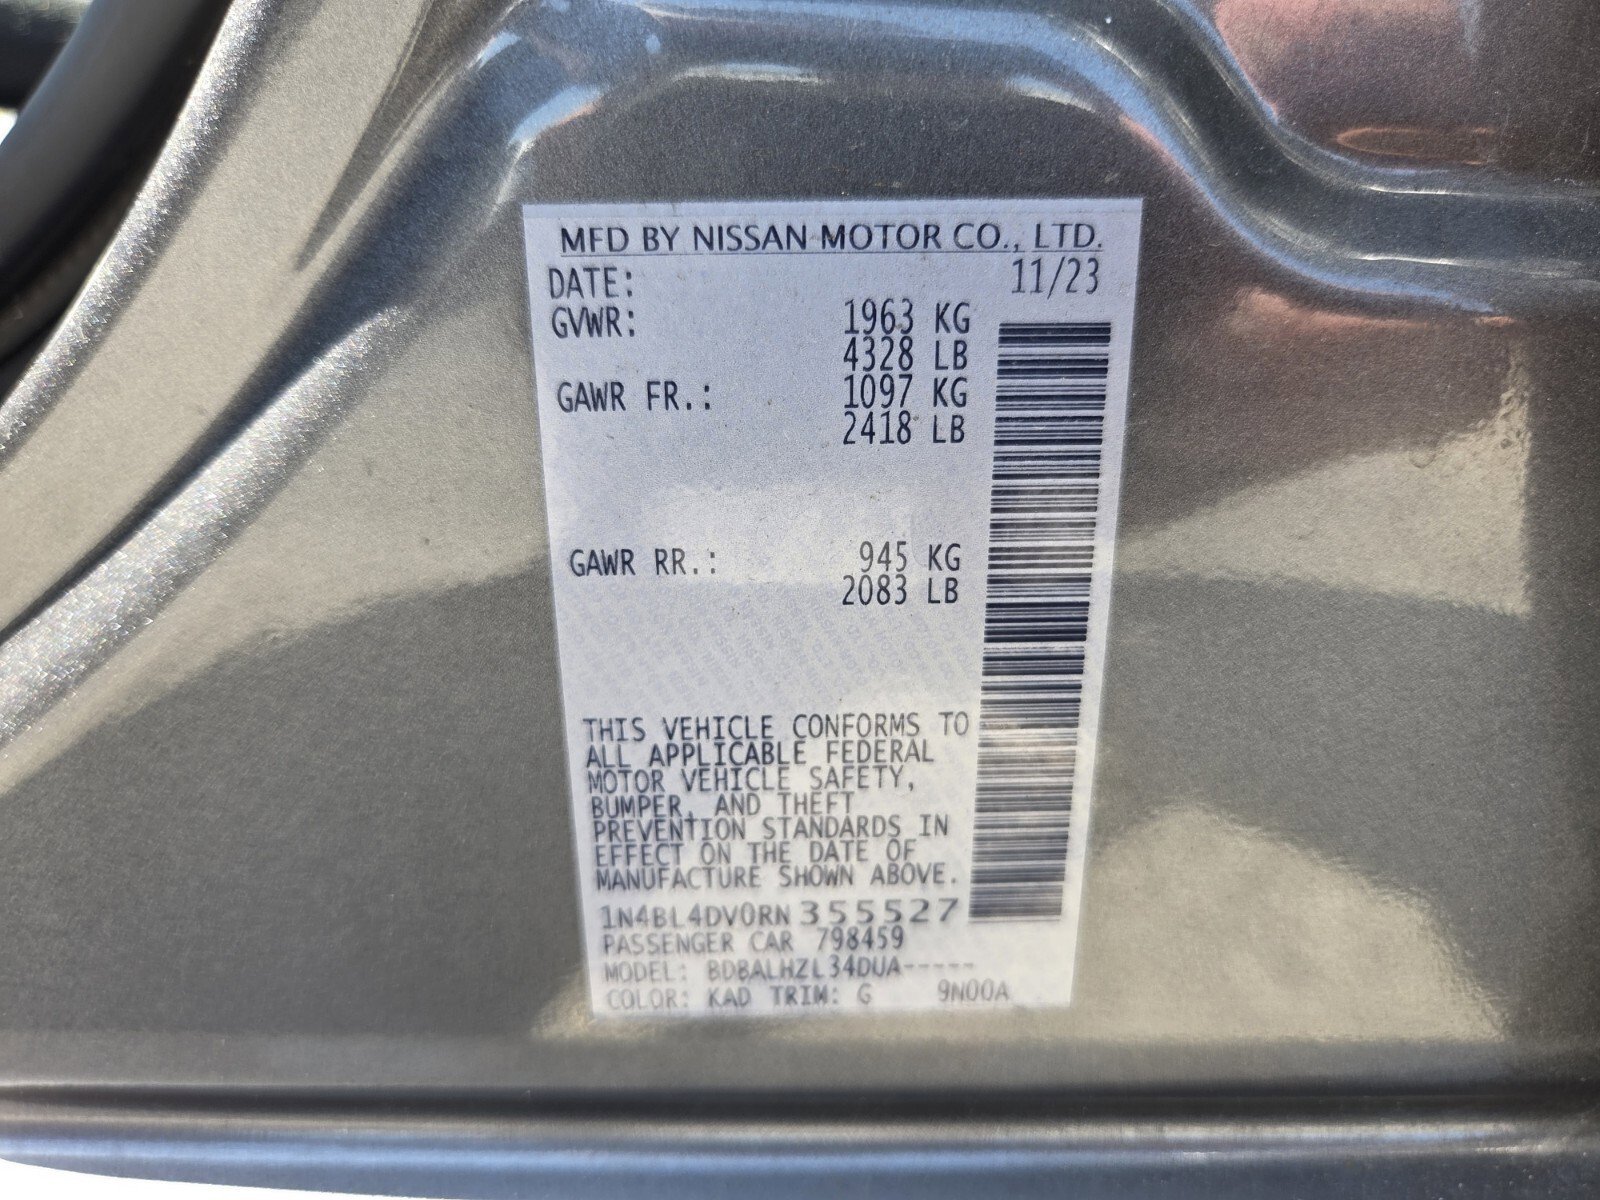 MFD BY NISSAN MOTOR CO., LTD.
DATE: 11/23
GVWR: 1963 KG
4328 LB
GAWR FR.: 1097 KG
2418 LB
GAWR RR.: 945 KG
2083 LB
THIS VEHICLE CONFORMS TO
ALL APPLICABLE FEDERAL
MOTOR VEHICLE SAFETY,
BUMPER, AND THEFT
PREVENTION STANDARDS IN
EFFECT ON THE DATE OF
MANUFACTURE SHOWN ABOVE.
1N4BL4DV0RN355527
PASSENGER CAR 798459
MODEL: BDBALHZL34DUA-----
COLOR: KAD TRIM: G 9N00A